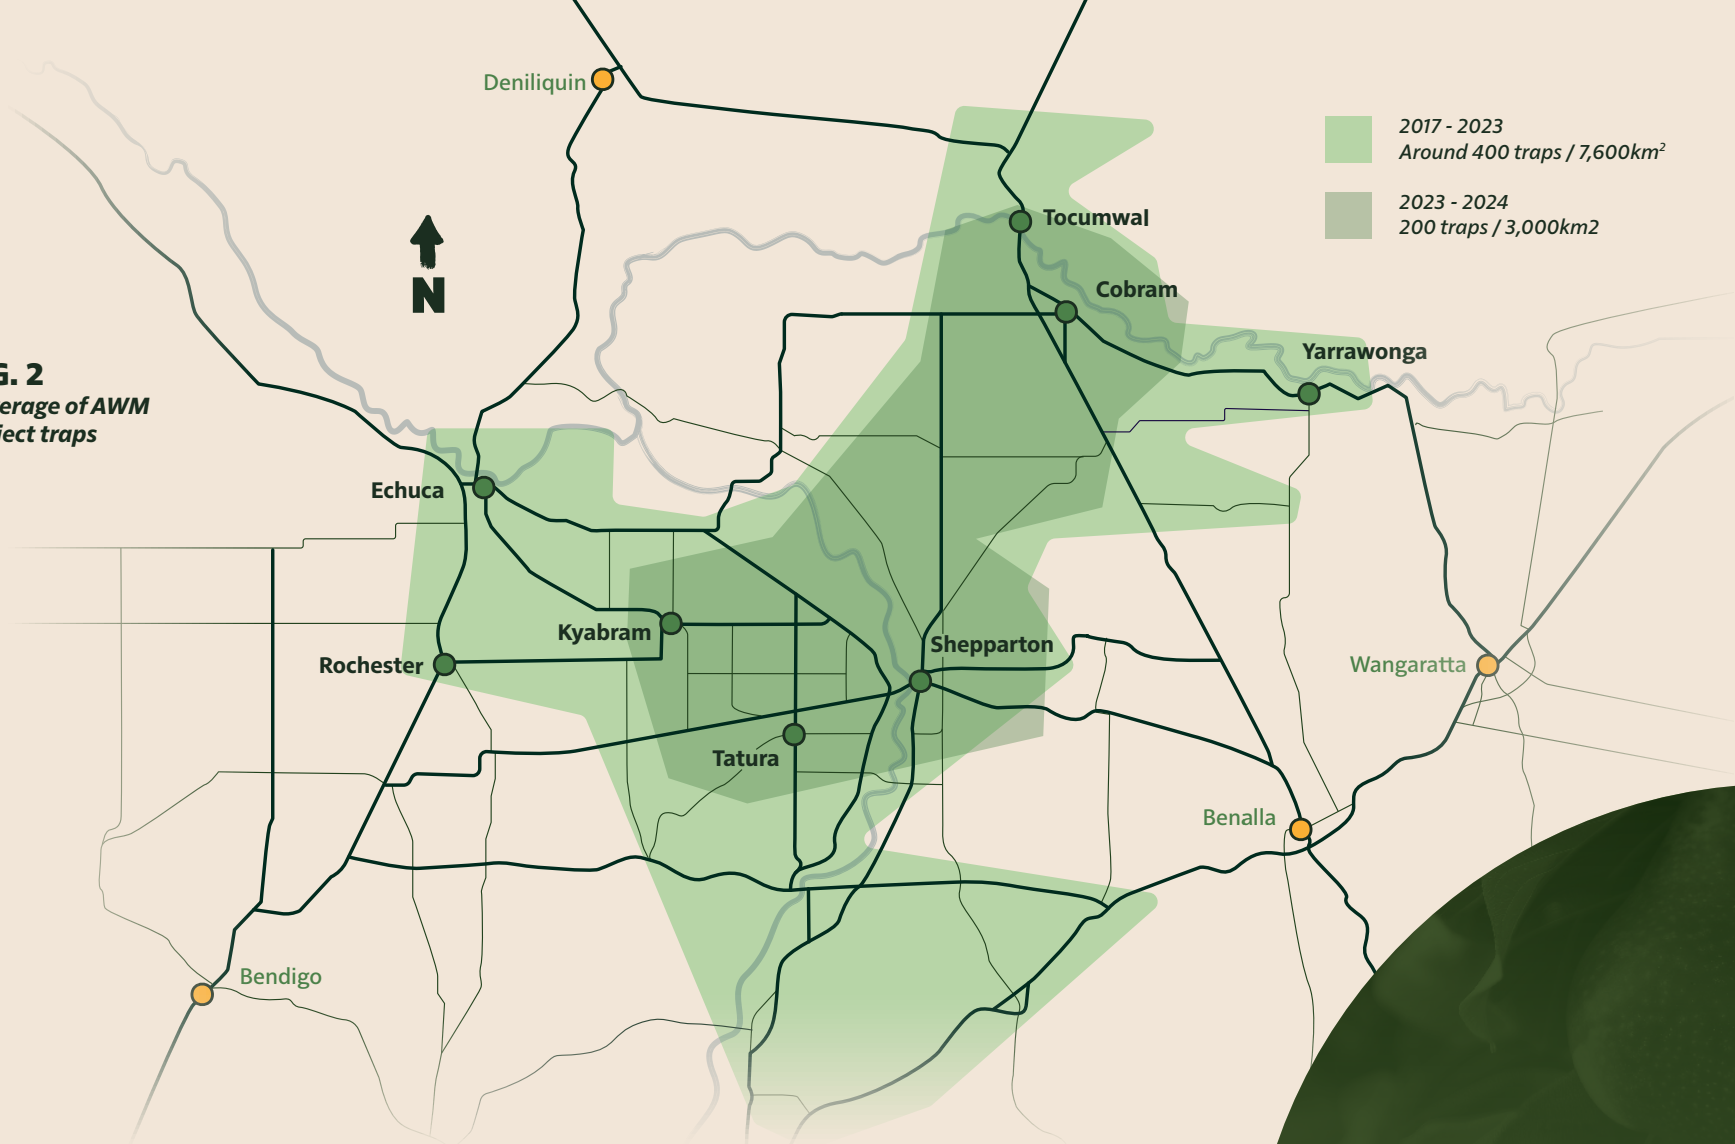 Deniliquin
2017 - 2023
Around 400 traps / 7,600km²
2023 - 2024
200 traps / 3,000km2
Tocumwal
N
Cobram
Yarrawonga
G. 2
erage of AWM
ject traps
Echuca
Kyabram
Rochester
Shepparton
Wangaratta
Tatura
Benalla
Bendigo